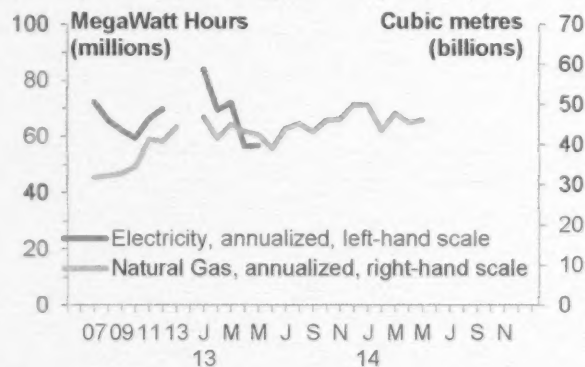 100 MegaWatt Hours Cubic metres 70
(millions) (billions)
80 60
60 50
40 40
20 30
0 20
10
0
Electricity, annualized, left-hand scale
Natural Gas, annualized, right-hand scale
07 09 11 13 J M M J S N J M M J S N
13 14